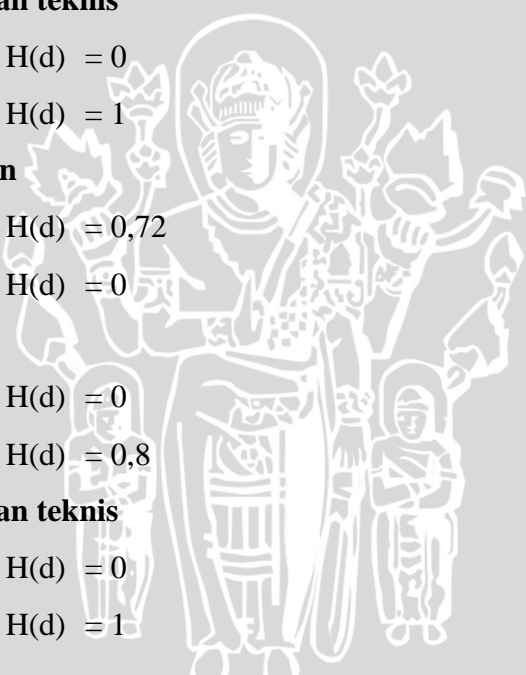 an teknis
H(d) = 0
H(d) = 1
n
H(d) = 0,72
H(d) = 0
H(d) = 0
H(d) = 0,8
an teknis
H(d) = 0
H(d) = 1